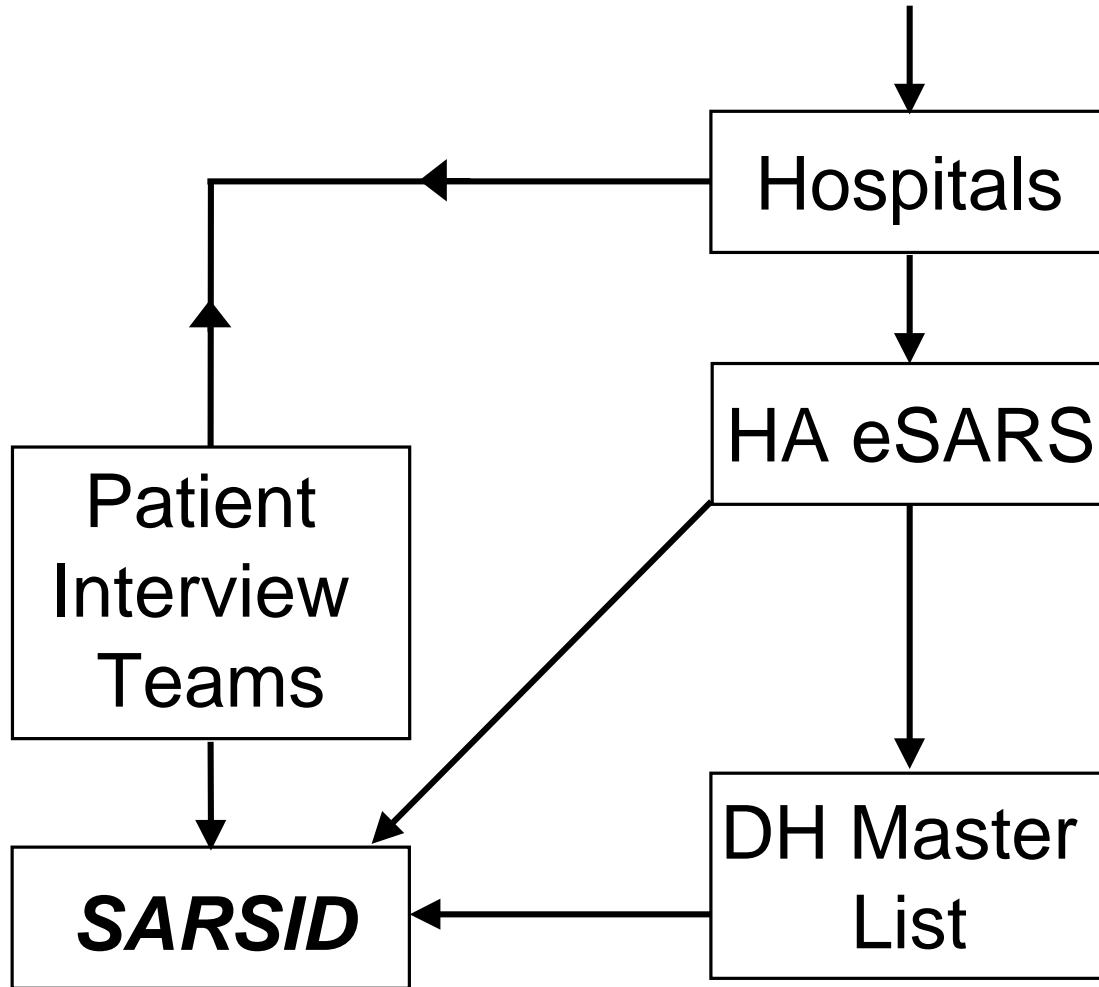 Hospitals
HA eSARS
Patient
Interview
Teams
DH Master
List
SARSID